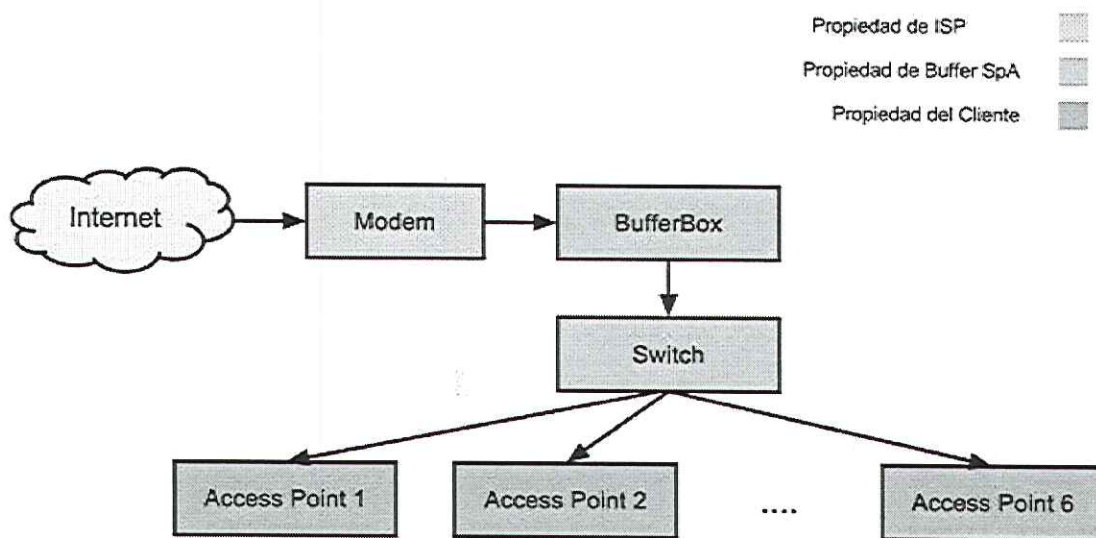 Propiedad de ISP
Propiedad de Buffer SpA
Propiedad del Cliente
Internet
Modem
BufferBox
Switch
Access Point 1
Access Point 2
....
Access Point 6